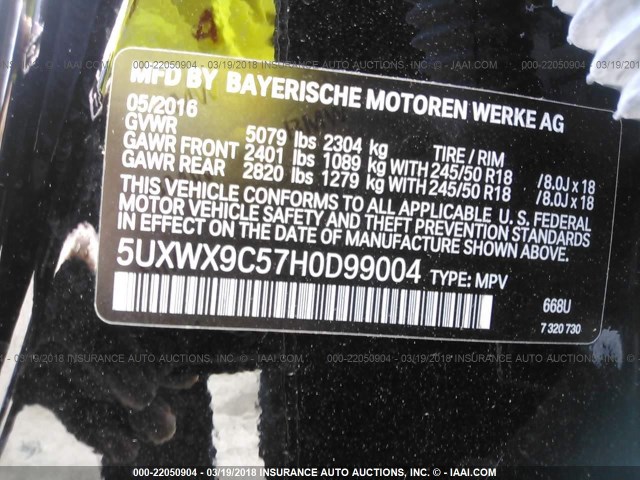 000-22050904 - 03/19/2018 INSURANCE AUTO AUCTIONS, INC. - © - IAAI.COM
MFD BY BAYERISCHE MOTOREN WERKE AG
05/2016
GVWR 5079 lbs 2304 kg TIRE / RIM
GAWR FRONT 2401 lbs 1089 kg WITH 245/50 R18 / 8.0J x 18
GAWR REAR 2820 lbs 1279 kg WITH 245/50 R18 / 8.0J x 18
THIS VEHICLE CONFORMS TO ALL APPLICABLE U. S. FEDERAL
MOTOR VEHICLE SAFETY AND THEFT PREVENTION STANDARDS
IN EFFECT ON THE DATE OF MANUFACTURE SHOWN ABOVE.
5UXWX9C57H0D99004 TYPE: MPV
668U
7 320 730
000-22050904 - 03/19/2018 INSURANCE AUTO AUCTIONS, INC. - © - IAAI.COM
000-22050904 - 03/19/2018 INSURANCE AUTO AUCTIONS, INC. - © - IAAI.COM